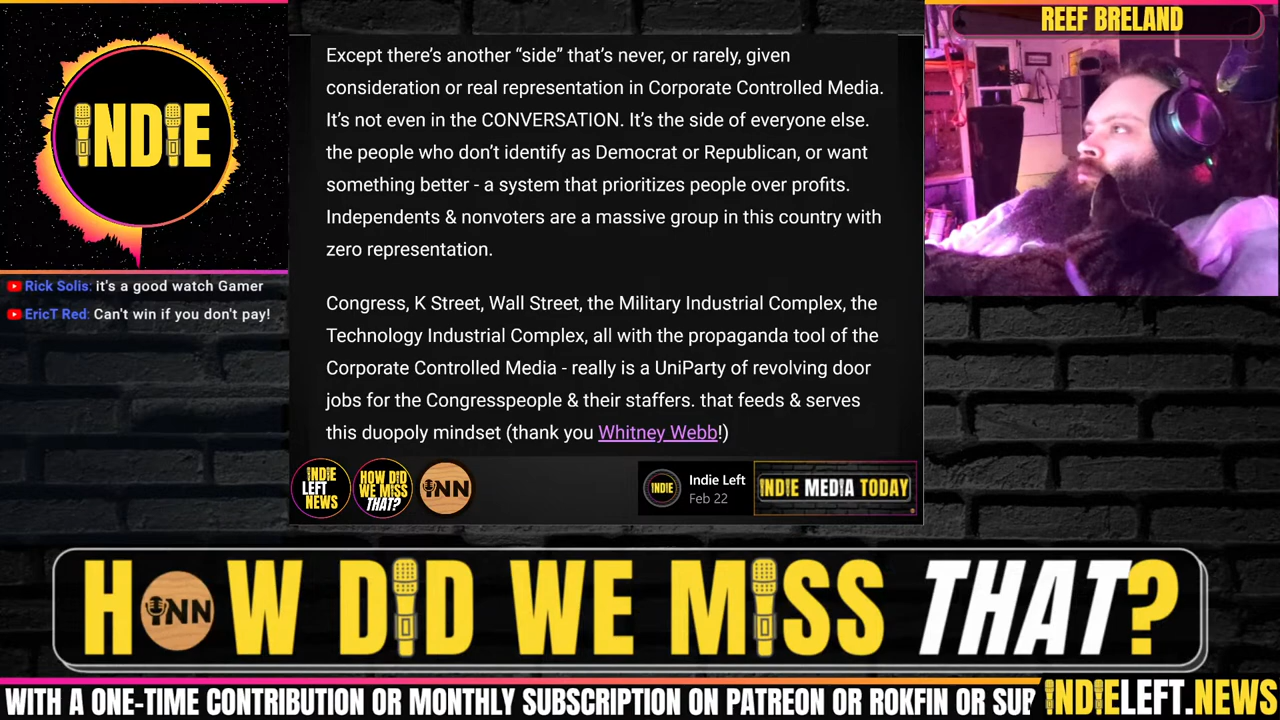 INDIE
REEF BRELAND
Except there's another “side” that's never, or rarely, given
consideration or real representation in Corporate Controlled Media.
It's not even in the CONVERSATION. It's the side of everyone else.
the people who don't identify as Democrat or Republican, or want
something better - a system that prioritizes people over profits.
Independents & nonvoters are a massive group in this country with
zero representation.
Congress, K Street, Wall Street, the Military Industrial Complex, the
Technology Industrial Complex, all with the propaganda tool of the
Corporate Controlled Media - really is a UniParty of revolving door
jobs for the Congresspeople & their staffers. that feeds & serves
this duopoly mindset (thank you Whitney Webb!)
Rick Solis: it's a good watch Gamer
EricT Red: Can't win if you don't pay!
INDIE
LEFT
NEWS
HOW DID
WE MISS
THAT?
INN
INDIE
Indie Left
Feb 22
INDIE MEDIA TODAY
HOW DID WE MISS THAT?
INN
WITH A ONE-TIME CONTRIBUTION OR MONTHLY SUBSCRIPTION ON PATREON OR ROKFIN OR SUB
INDIELEFT.NEWS